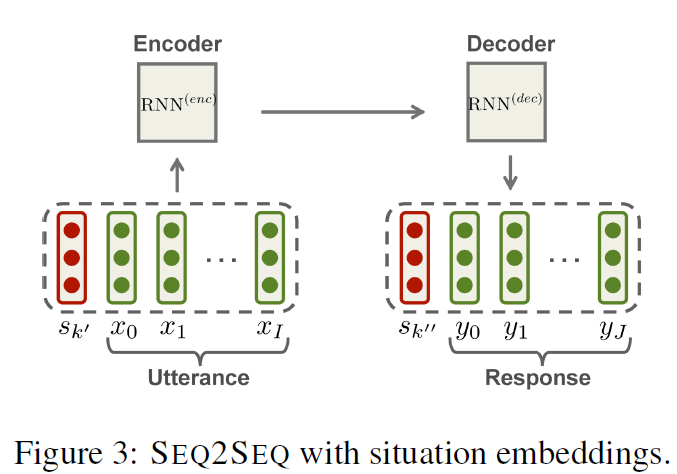 Encoder Decoder
RNN^(enc) RNN^(dec)
... ...
s_k' x_0 x_1 x_I s_k'' y_0 y_1 y_J
Utterance Response
Figure 3: SEQ2SEQ with situation embeddings.